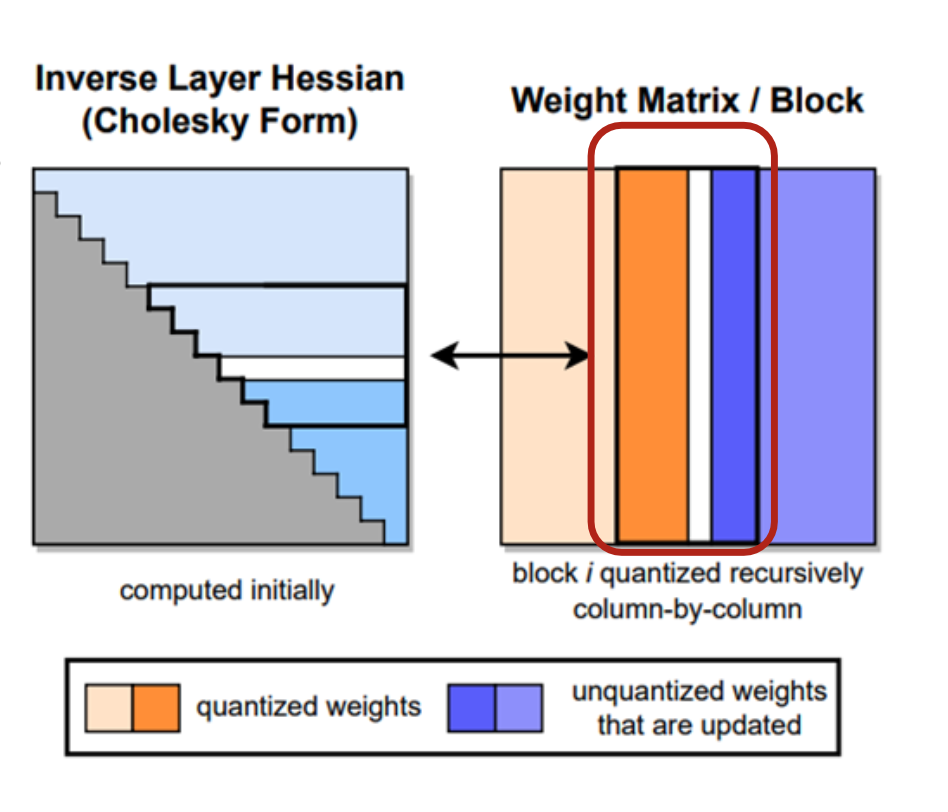 Inverse Layer Hessian
(Cholesky Form)
Weight Matrix / Block
computed initially
block i quantized recursively
column-by-column
quantized weights
unquantized weights
that are updated